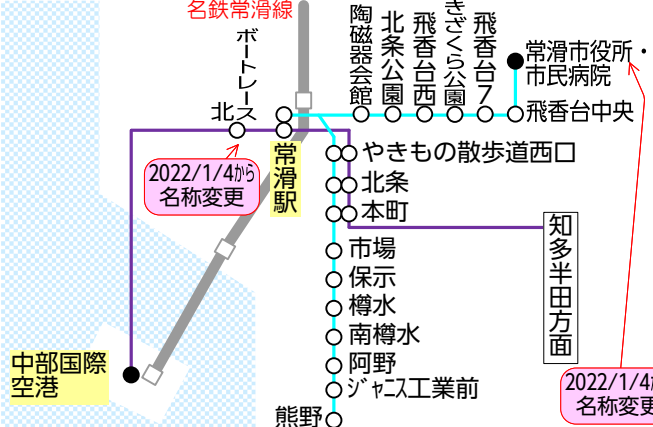 名鉄常滑線
陶磁器会館
北条公園
飛香台西
きざくら公園
飛香台7
常滑市役所・
市民病院
飛香台中央
ボートレース
北
2022/1/4から
名称変更
常滑駅
やきもの散歩道西口
北条
本町
市場
保示
樽水
南樽水
阿野
ジャニス工業前
熊野
知多半田方面
中部国際
空港
2022/1/4か
名称変更